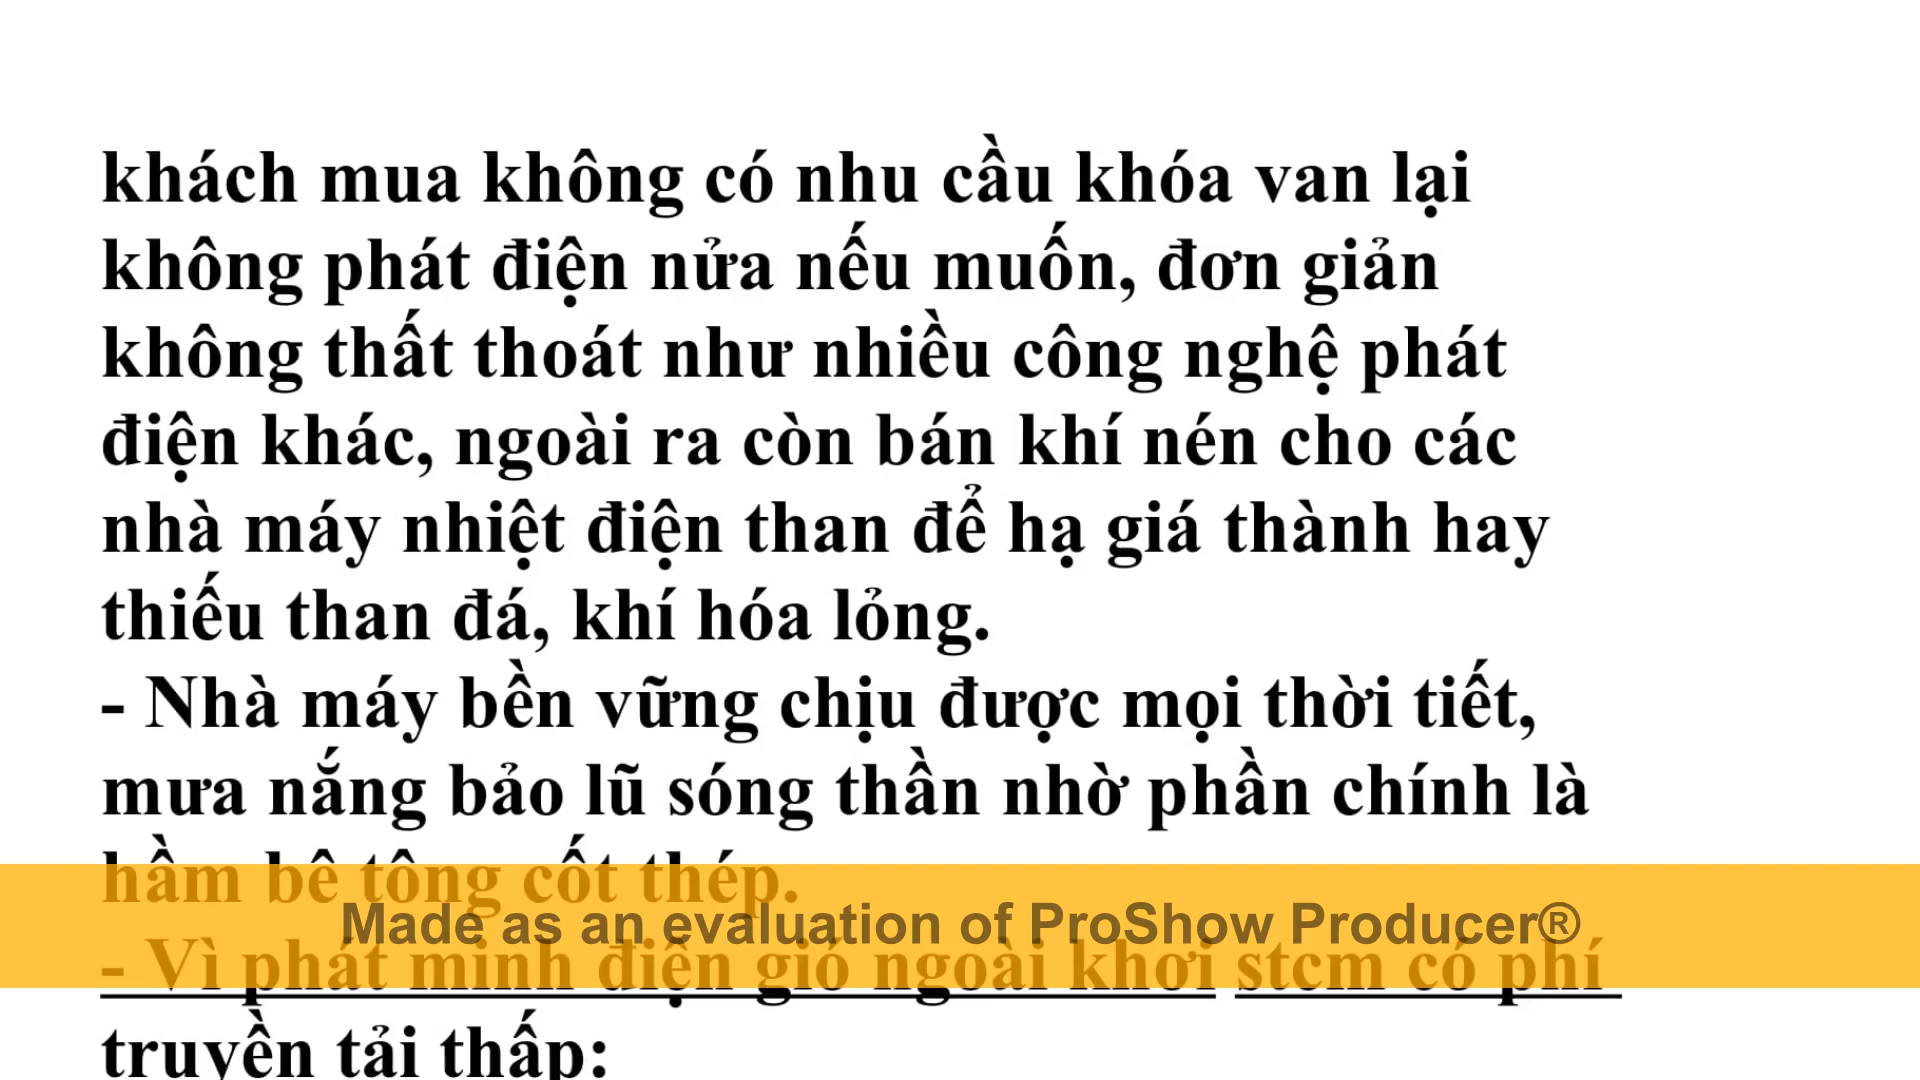 khách mua không có nhu cầu khóa van lại
không phát điện nửa nếu muốn, đơn giản
không thất thoát như nhiều công nghệ phát
điện khác, ngoài ra còn bán khí nén cho các
nhà máy nhiệt điện than để hạ giá thành hay
thiếu than đá, khí hóa lỏng.
- Nhà máy bền vững chịu được mọi thời tiết,
mưa nắng bảo lũ sóng thần nhờ phần chính là
hầm bê tông cốt thép.
Made as an evaluation of ProShow Producer®
- Vì phát minh điện gió ngoài khơi stcm có phí
truyền tải thấp: